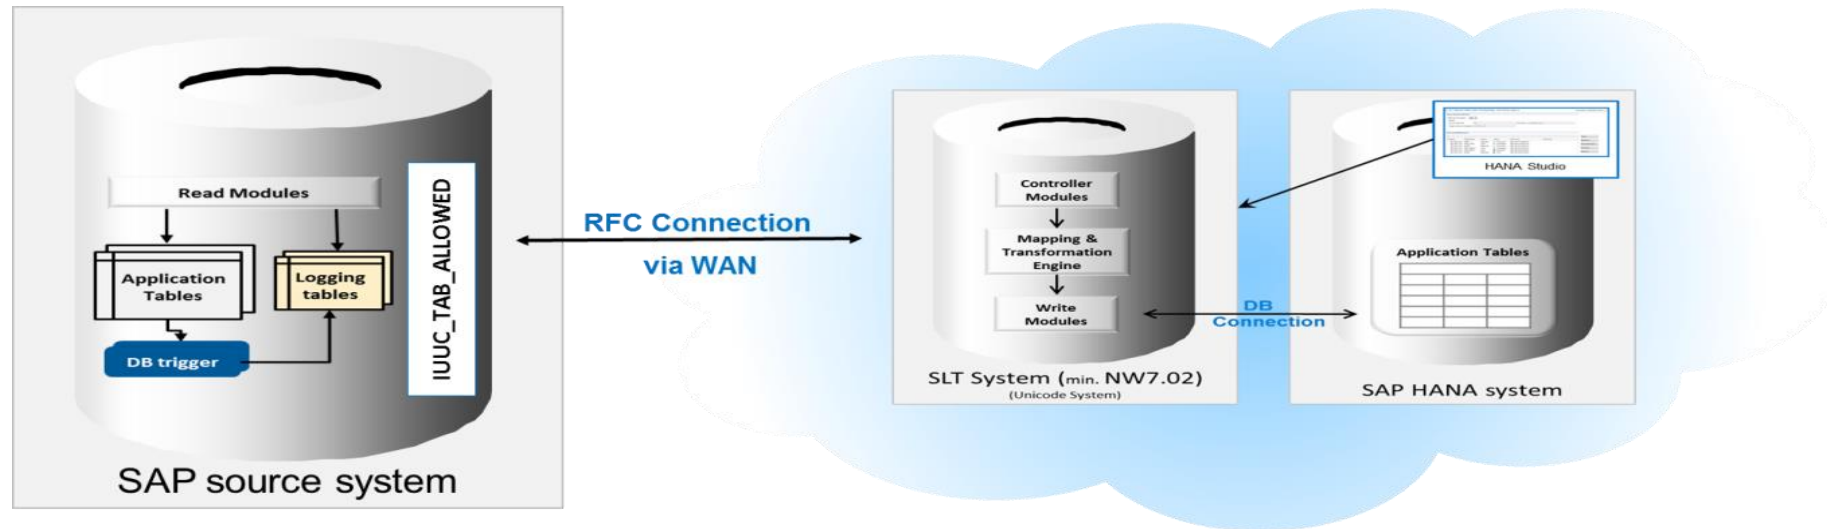 Read Modules
Application
Tables
Logging
tables
DB trigger
IUUC_TAB_ALLOWED
SAP source system
RFC Connection
via WAN
Controller
Modules
Mapping &
Transformation
Engine
Write
Modules
SLT System (min. NW7.02)
(Unicode System)
DB
Connection
HANA Studio
Application Tables
SAP HANA system